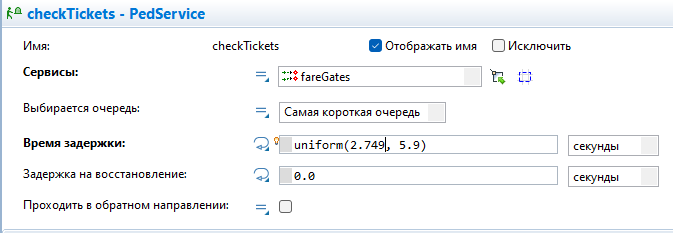 checkTickets - PedService
Имя: checkTickets Отображать имя Исключить
Сервисы: fareGates
Выбирается очередь: Самая короткая очередь
Время задержки: uniform(2.749, 5.9) секунды
Задержка на восстановление: 0.0 секунды
Проходить в обратном направлении: